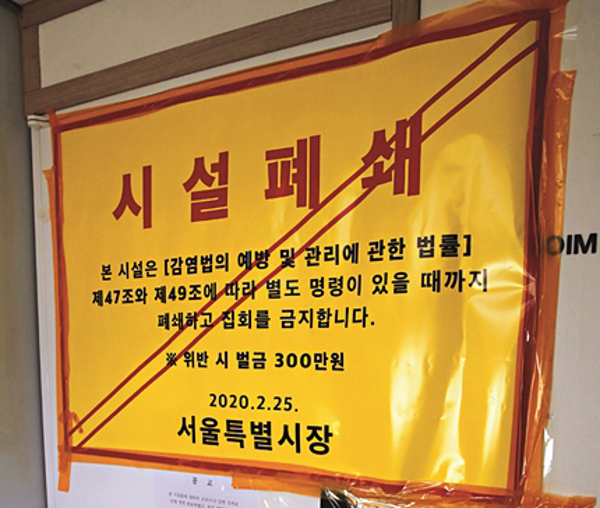 시설폐쇄
본 시설은 [감염법의 예방 및 관리에 관한 법률]
제47조와 제49조에 따라 별도 명령이 있을 때까지
폐쇄하고 집회를 금지합니다.
※ 위반 시 벌금 300만원
2020.2.25.
서울특별시장
OIM
공 고